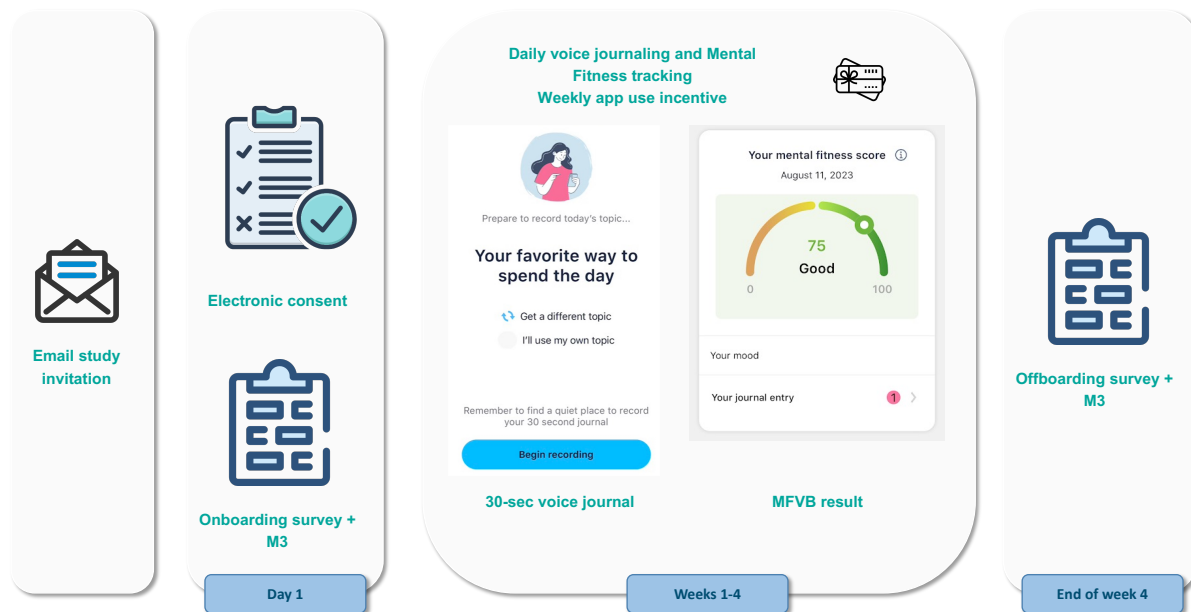 Email study
invitation
Electronic consent
Onboarding survey +
M3
Day 1
Daily voice journaling and Mental
Fitness tracking
Weekly app use incentive
Prepare to record today's topic...
Your favorite way to
spend the day
Get a different topic
I'll use my own topic
Remember to find a quiet place to record
your 30 second journal
Begin recording
30-sec voice journal
Your mental fitness score
August 11, 2023
75
Good
0
100
Your mood
Your journal entry
1
MFVB result
Weeks 1-4
Offboarding survey +
M3
End of week 4